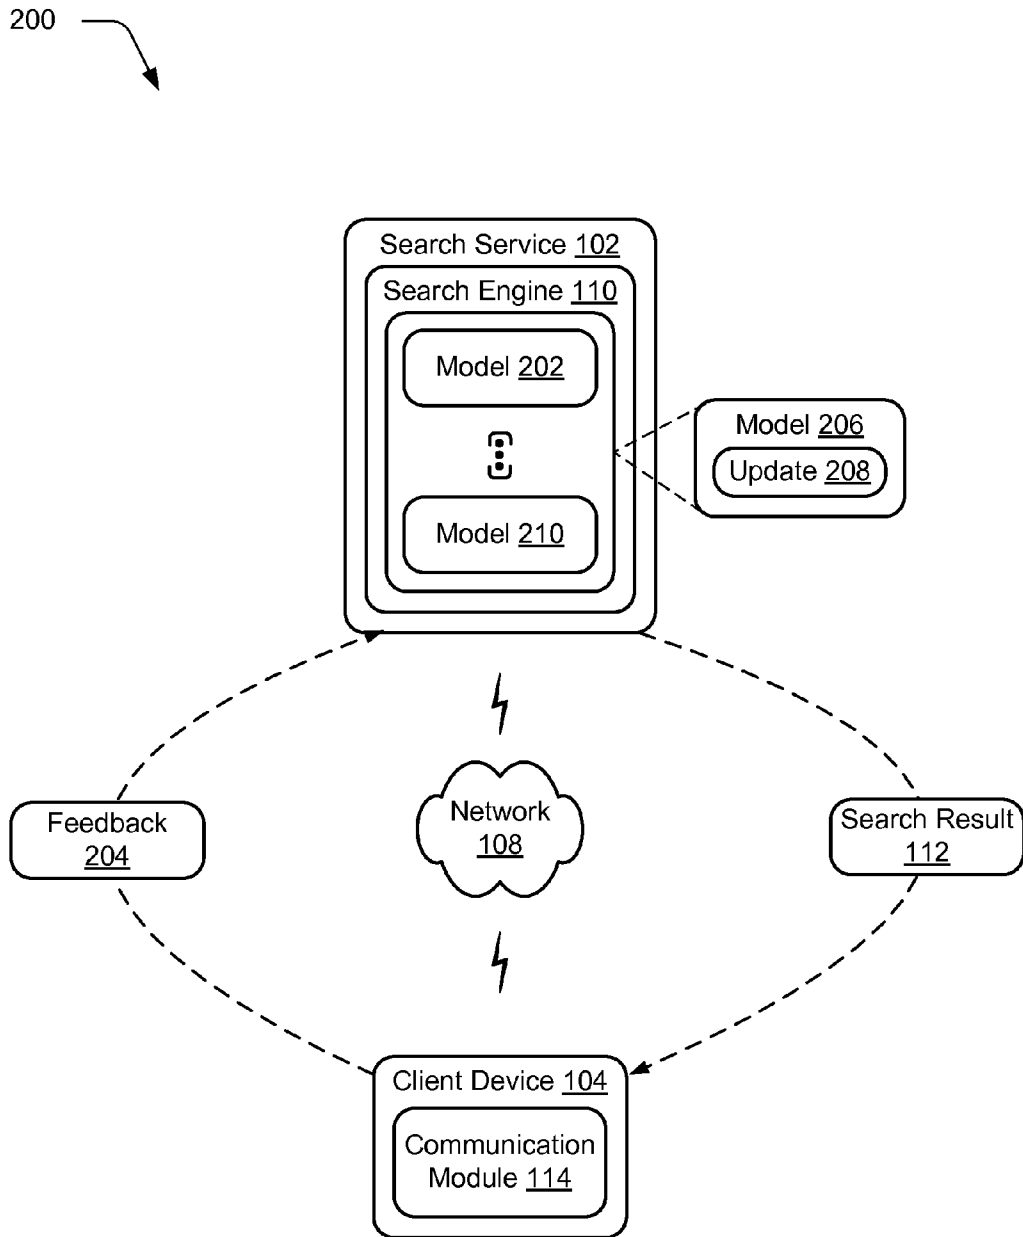 200
Search Service 102
Search Engine 110
Model 202
Model 206
Update 208
Model 210
Feedback
204
Network
108
Search Result
112
Client Device 104
Communication
Module 114